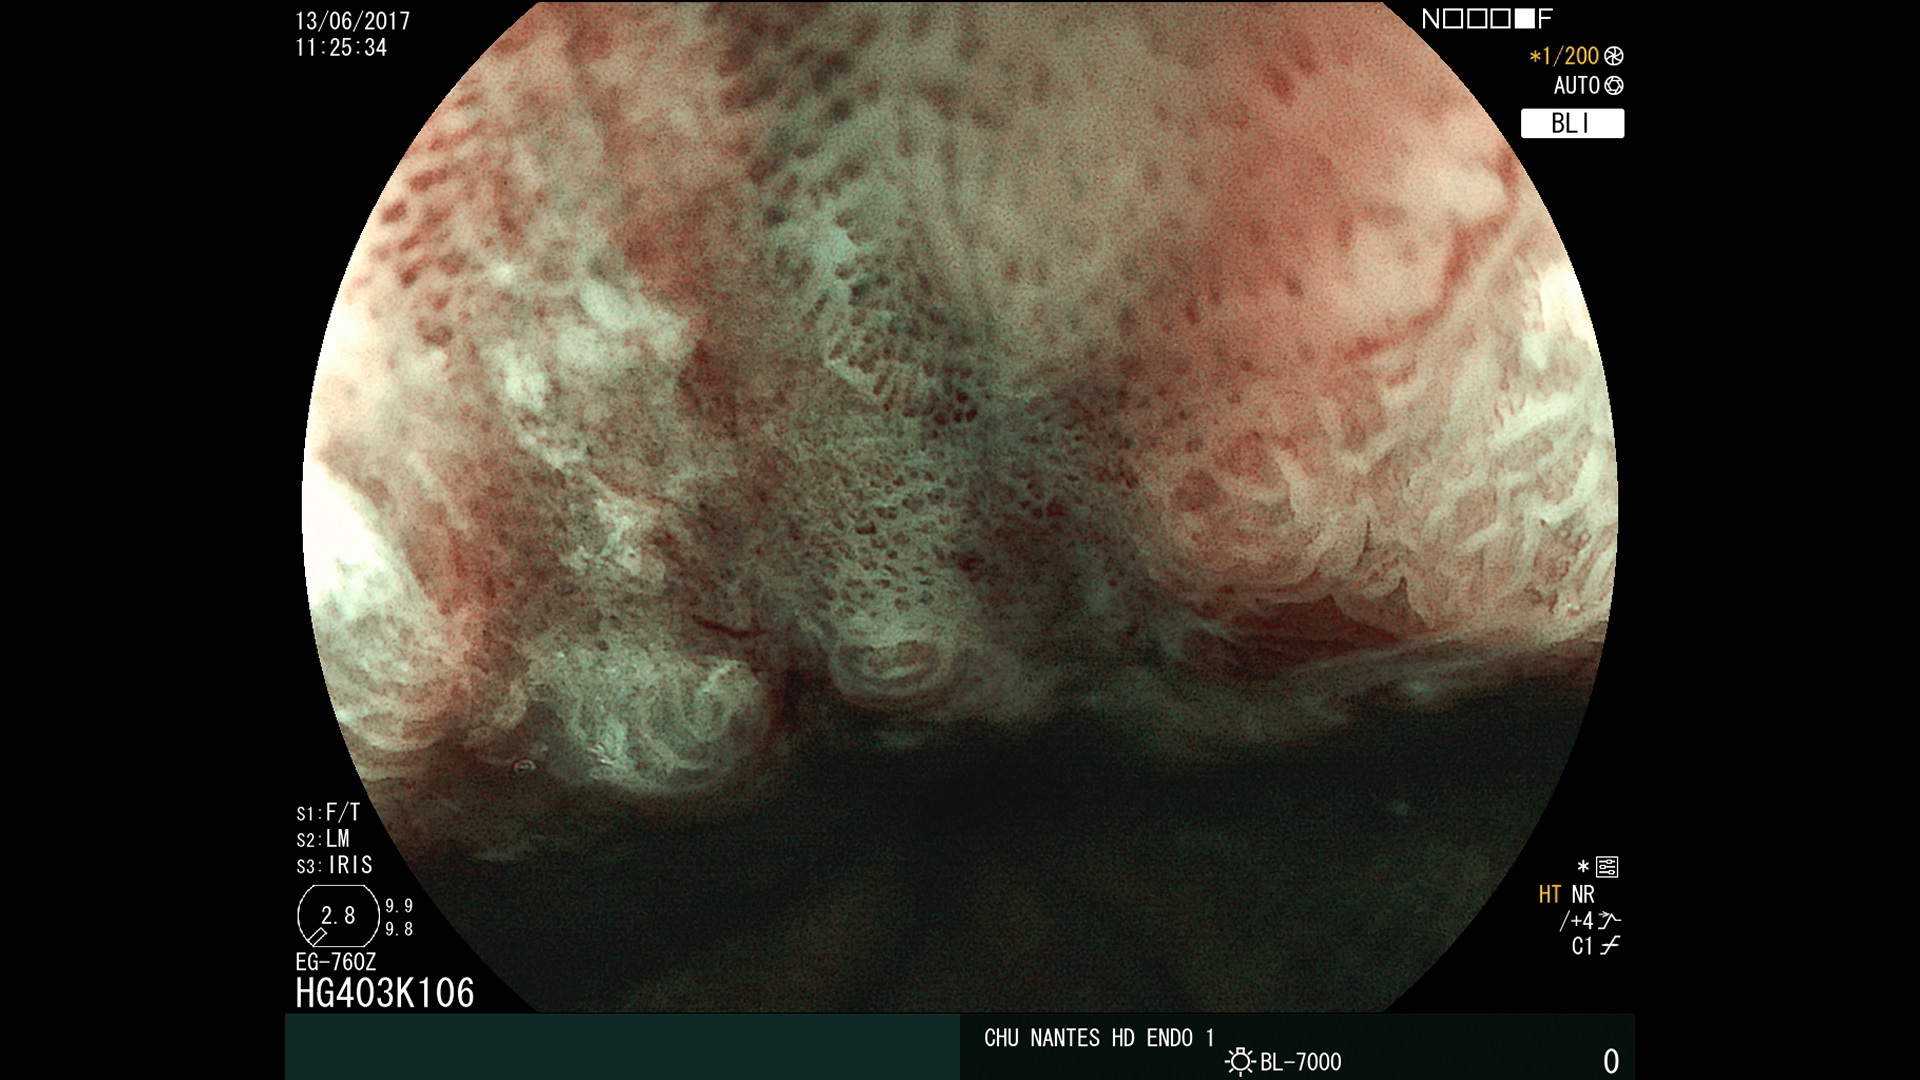 13/06/2017
11:25:34
N□□□■F
*1/200
AUTO
BLI
S1:F/T
S2:LM
S3:IRIS
2.8
9.9
9.8
EG-760Z
HG403K106
*
HT NR
/+4
C1
CHU NANTES HD ENDO 1
BL-7000
0